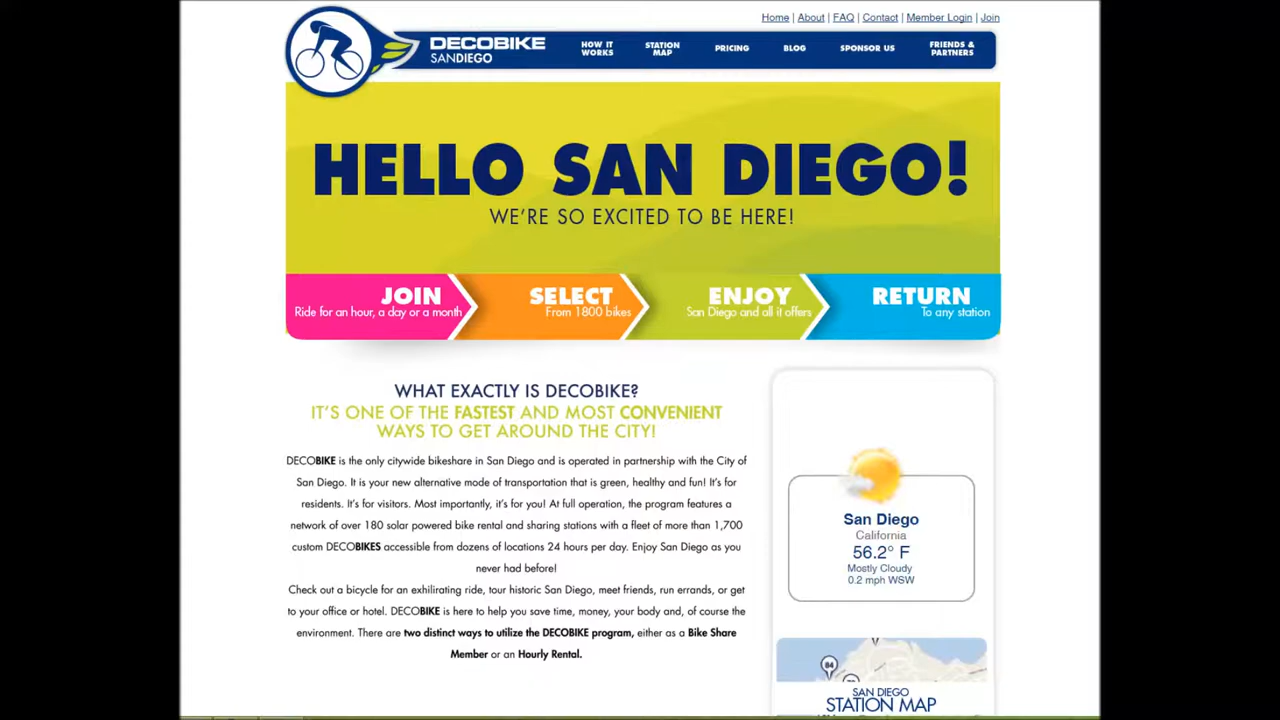 Home | About | FAQ | Contact | Member Login | Join
DECOBIKE
SANDIEGO
HOW IT WORKS
STATION MAP
PRICING
BLOG
SPONSOR US
FRIENDS & PARTNERS
HELLO SAN DIEGO!
WE'RE SO EXCITED TO BE HERE!
JOIN
Ride for an hour, a day or a month
SELECT
From 1800 bikes
ENJOY
San Diego and all it offers
RETURN
To any station
WHAT EXACTLY IS DECOBIKE?
IT'S ONE OF THE FASTEST AND MOST CONVENIENT
WAYS TO GET AROUND THE CITY!
DECOBIKE is the only citywide bikeshare in San Diego and is operated in partnership with the City of
San Diego. It is your new alternative mode of transportation that is green, healthy and fun! It's for
residents. It's for visitors. Most importantly, it's for you! At full operation, the program features a
network of over 180 solar powered bike rental and sharing stations with a fleet of more than 1,700
custom DECOBIKES accessible from dozens of locations 24 hours per day. Enjoy San Diego as you
never had before!
Check out a bicycle for an exhilirating ride, tour historic San Diego, meet friends, run errands, or get
to your office or hotel. DECOBIKE is here to help you save time, money, your body and, of course the
environment. There are two distinct ways to utilize the DECOBIKE program, either as a Bike Share
Member or an Hourly Rental.
San Diego
California
56.2° F
Mostly Cloudy
0.2 mph WSW
84
SAN DIEGO
STATION MAP